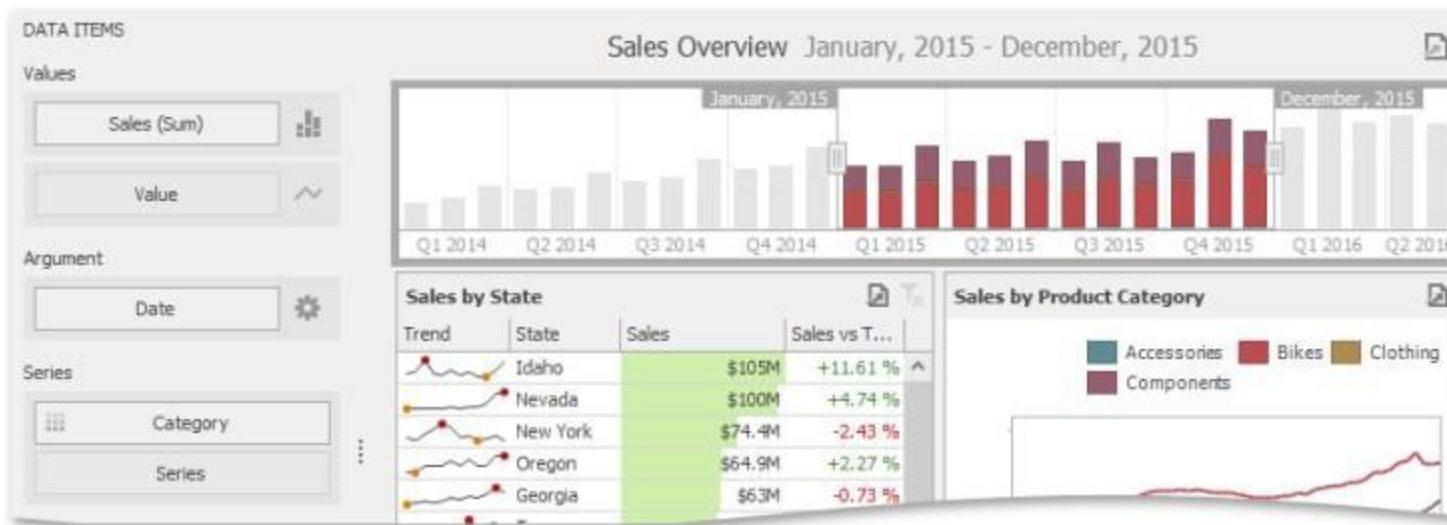 DATA ITEMS
Values
Sales (Sum)
Value
Argument
Date
Series
Category
Series
Sales Overview January, 2015 - December, 2015
January, 2015
December, 2015
Q1 2014 Q2 2014 Q3 2014 Q4 2014 Q1 2015 Q2 2015 Q3 2015 Q4 2015 Q1 2016 Q2 201
Sales by State
Trend State Sales Sales vs T...
Idaho $105M +11.61 %
Nevada $100M +4.74 %
New York $74.4M -2.43 %
Oregon $64.9M +2.27 %
Georgia $63M -0.73 %
Sales by Product Category
Accessories Bikes Clothing
Components